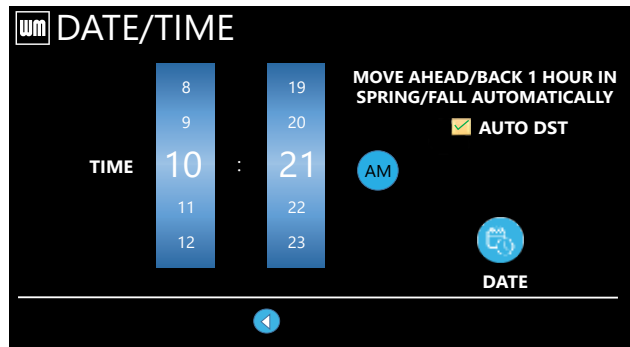 wm DATE/TIME
MOVE AHEAD/BACK 1 HOUR IN
SPRING/FALL AUTOMATICALLY
AUTO DST
8 19
9 20
TIME 10 : 21 AM
11 22
12 23
DATE